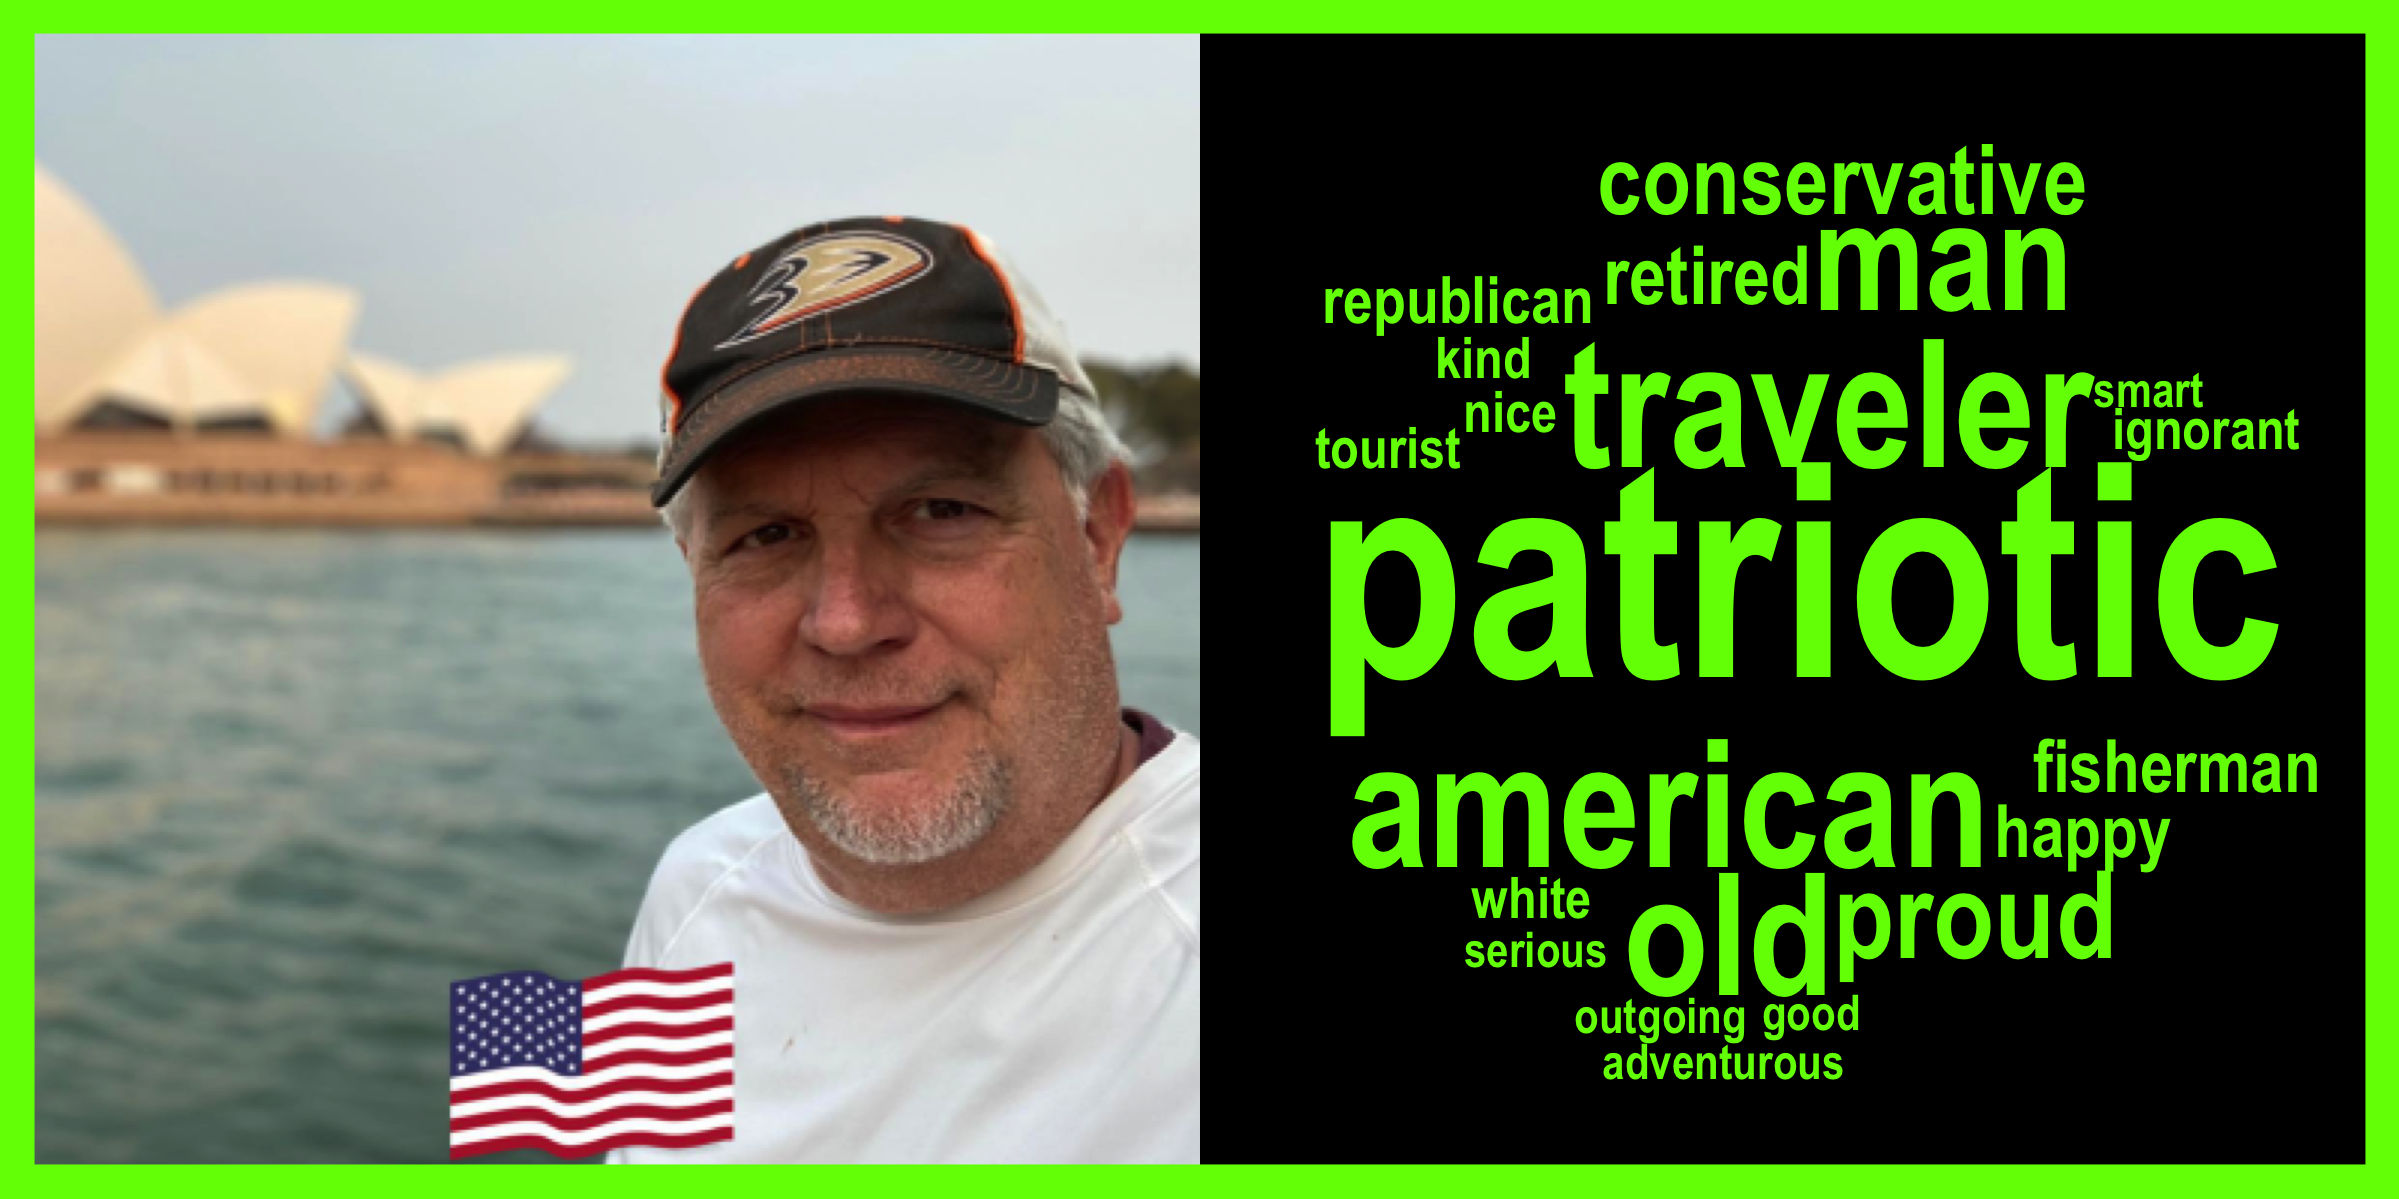 conservative
retired man
republican
kind
traveler smart
nice ignorant
tourist
patriotic
american fisherman
happy
white old proud
serious
outgoing good
adventurous